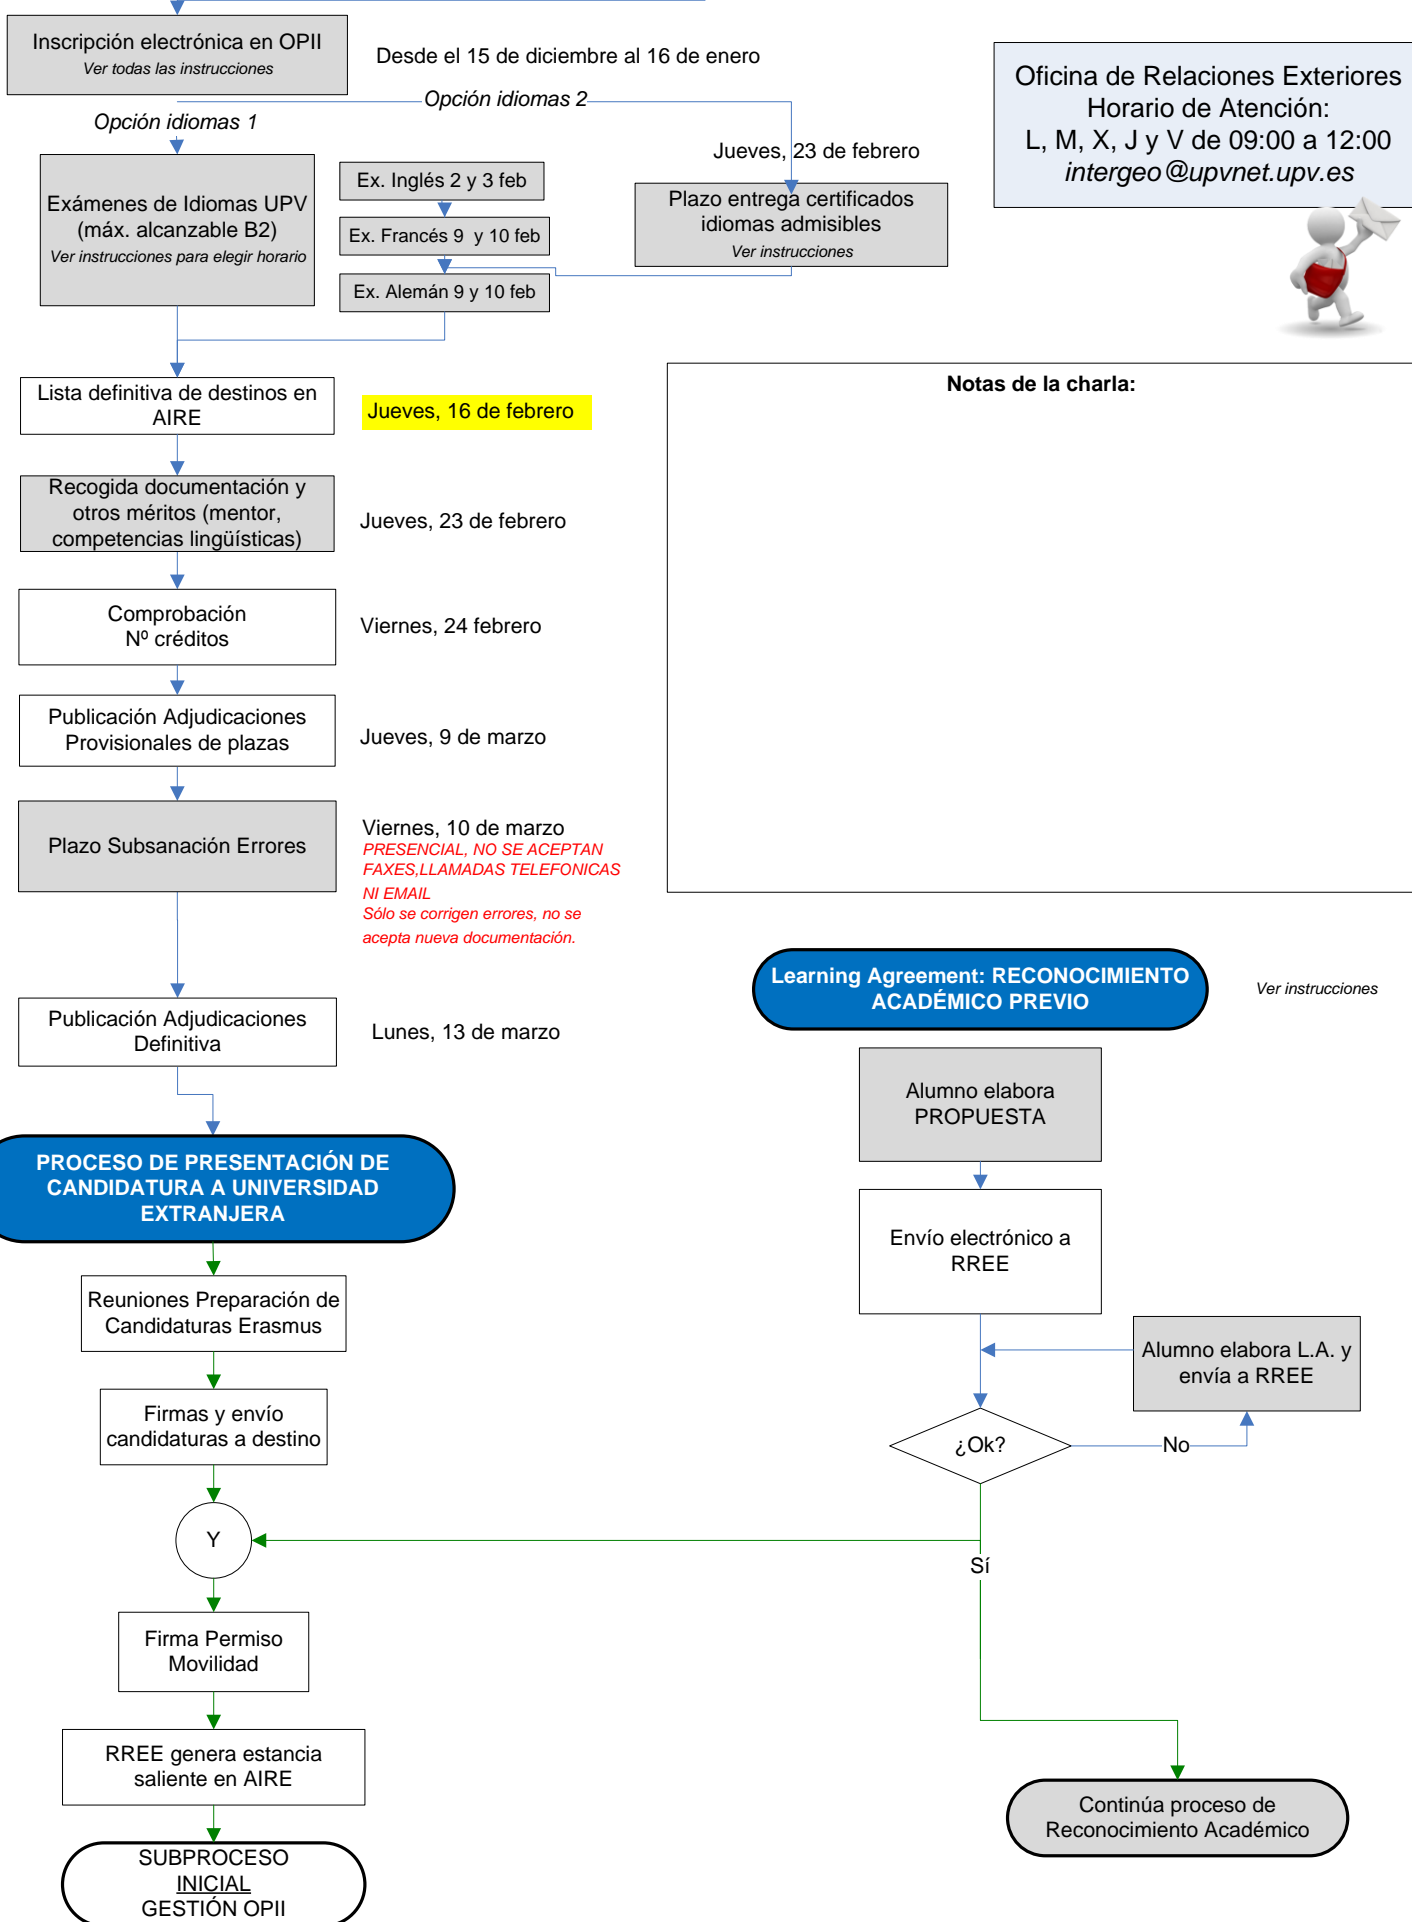 Inscripción electrónica en OPII
Ver todas las instrucciones
Desde el 15 de diciembre al 16 de enero
Oficina de Relaciones Exteriores
Horario de Atención:
L, M, X, J y V de 09:00 a 12:00
intergeo@upvnet.upv.es
Opción idiomas 2
Opción idiomas 1
Jueves, 23 de febrero
Exámenes de Idiomas UPV
(máx. alcanzable B2)
Ver instrucciones para elegir horario
Ex. Inglés 2 y 3 feb
Ex. Francés 9 y 10 feb
Ex. Alemán 9 y 10 feb
Plazo entrega certificados
idiomas admisibles
Ver instrucciones
Lista definitiva de destinos en
AIRE
Jueves, 16 de febrero
Notas de la charla:
Recogida documentación y
otros méritos (mentor,
competencias lingüísticas)
Jueves, 23 de febrero
Comprobación
Nº créditos
Viernes, 24 febrero
Publicación Adjudicaciones
Provisionales de plazas
Jueves, 9 de marzo
Plazo Subsanación Errores
Viernes, 10 de marzo
PRESENCIAL, NO SE ACEPTAN
FAXES,LLAMADAS TELEFONICAS
NI EMAIL
Sólo se corrigen errores, no se
acepta nueva documentación.
Publicación Adjudicaciones
Definitiva
Lunes, 13 de marzo
Learning Agreement: RECONOCIMIENTO
ACADÉMICO PREVIO
Ver instrucciones
Alumno elabora
PROPUESTA
PROCESO DE PRESENTACIÓN DE
CANDIDATURA A UNIVERSIDAD
EXTRANJERA
Envío electrónico a
RREE
Reuniones Preparación de
Candidaturas Erasmus
Alumno elabora L.A. y
envía a RREE
Firmas y envío
candidaturas a destino
¿Ok?
No
Y
Sí
Firma Permiso
Movilidad
RREE genera estancia
saliente en AIRE
Continúa proceso de
Reconocimiento Académico
SUBPROCESO
INICIAL
GESTIÓN OPII